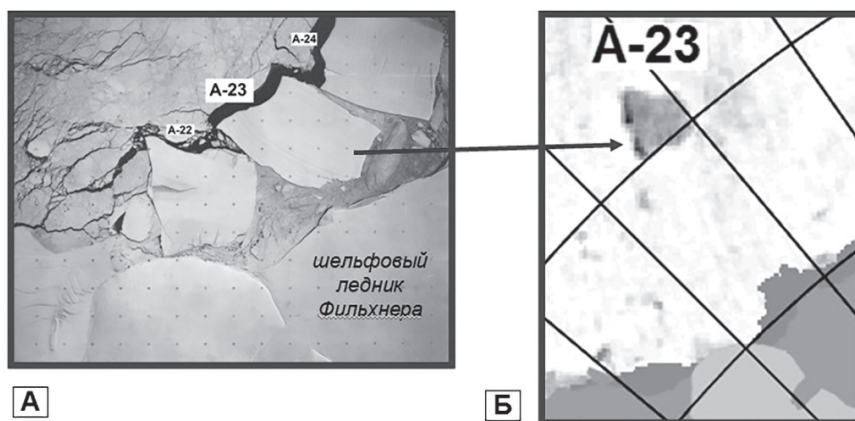 А-24
А-23
А-22
шельфовый
ледник
Фильхнера
А
А-23
Б